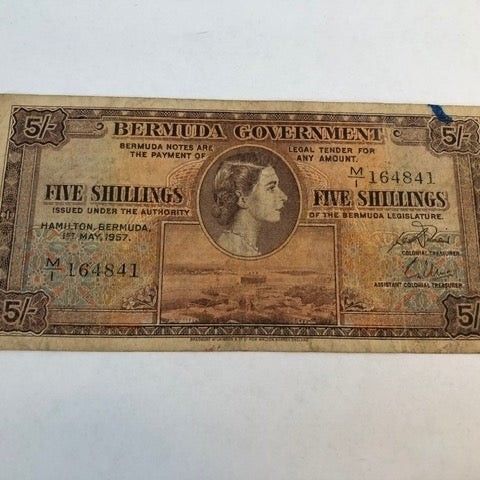 5/-
BERMUDA GOVERNMENT
5/-
BERMUDA NOTES ARE
THE PAYMENT OF
LEGAL TENDER FOR
ANY AMOUNT.
M/1 164841
FIVE SHILLINGS
FIVE SHILLINGS
ISSUED UNDER THE AUTHORITY
OF THE BERMUDA LEGISLATURE.
HAMILTON, BERMUDA,
1ST MAY, 1957.
COLONIAL TREASURER
M/1 164841
ASSISTANT COLONIAL TREASURER
5/-
5/